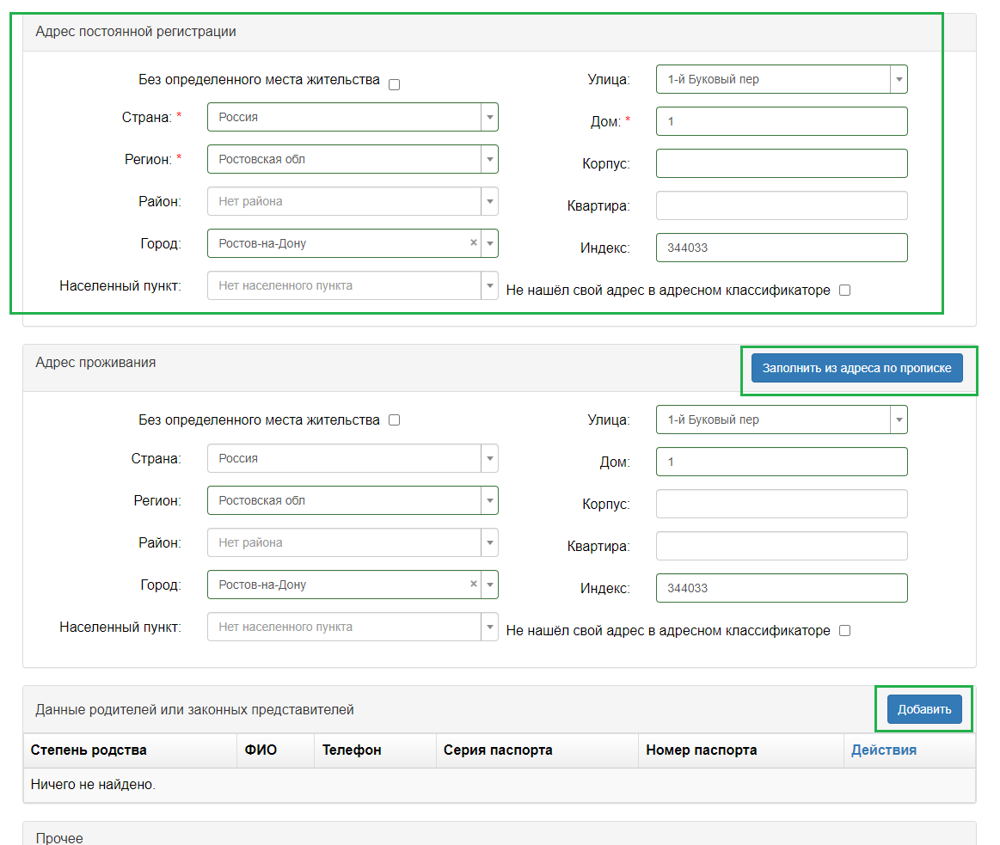 Адрес постоянной регистрации
Без определенного места жительства
Страна: * Россия
Регион: * Ростовская обл
Район: Нет района
Город: Ростов-на-Дону ×
Населенный пункт: Нет населенного пункта
Улица: 1-й Буковый пер
Дом: * 1
Корпус:
Квартира:
Индекс: 344033
Не нашёл свой адрес в адресном классификаторе
Адрес проживания
Заполнить из адреса по прописке
Без определенного места жительства
Страна: Россия
Регион: Ростовская обл
Район: Нет района
Город: Ростов-на-Дону ×
Населенный пункт: Нет населенного пункта
Улица: 1-й Буковый пер
Дом: 1
Корпус:
Квартира:
Индекс: 344033
Не нашёл свой адрес в адресном классификаторе
Данные родителей или законных представителей
Добавить
Степень родства ФИО Телефон Серия паспорта Номер паспорта Действия
Ничего не найдено.
Прочее